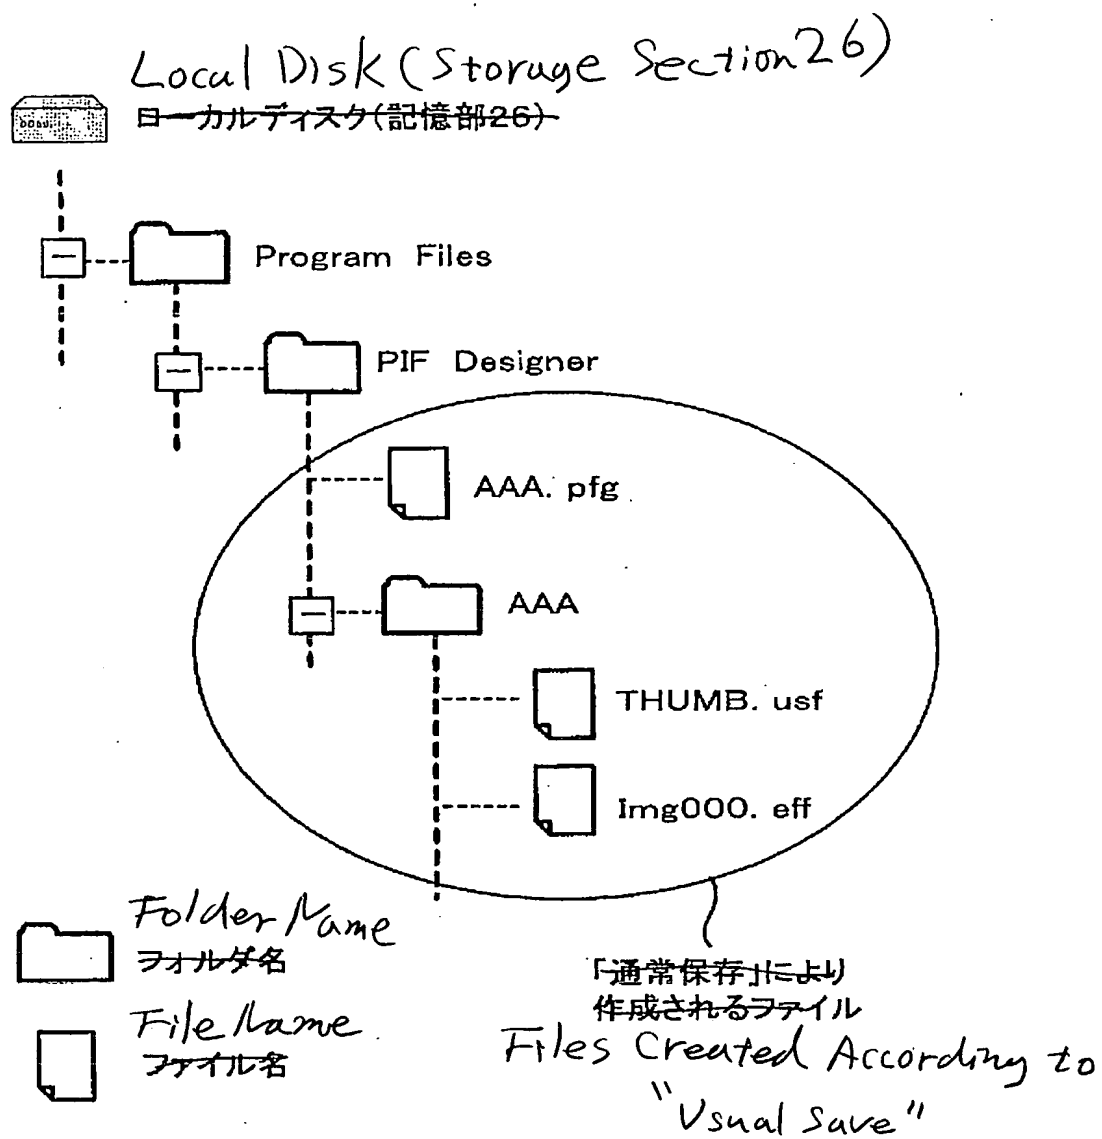 Local Disk (Storage Section 26)
ローカルディスク(記憶部26)
Program Files
PIF Designer
AAA. pfg
AAA
THUMB. usf
Img000. eff
Folder Name
フォルダ名
File Name
ファイル名
「通常保存」により
作成されるファイル
Files Created According to
"Usual Save"